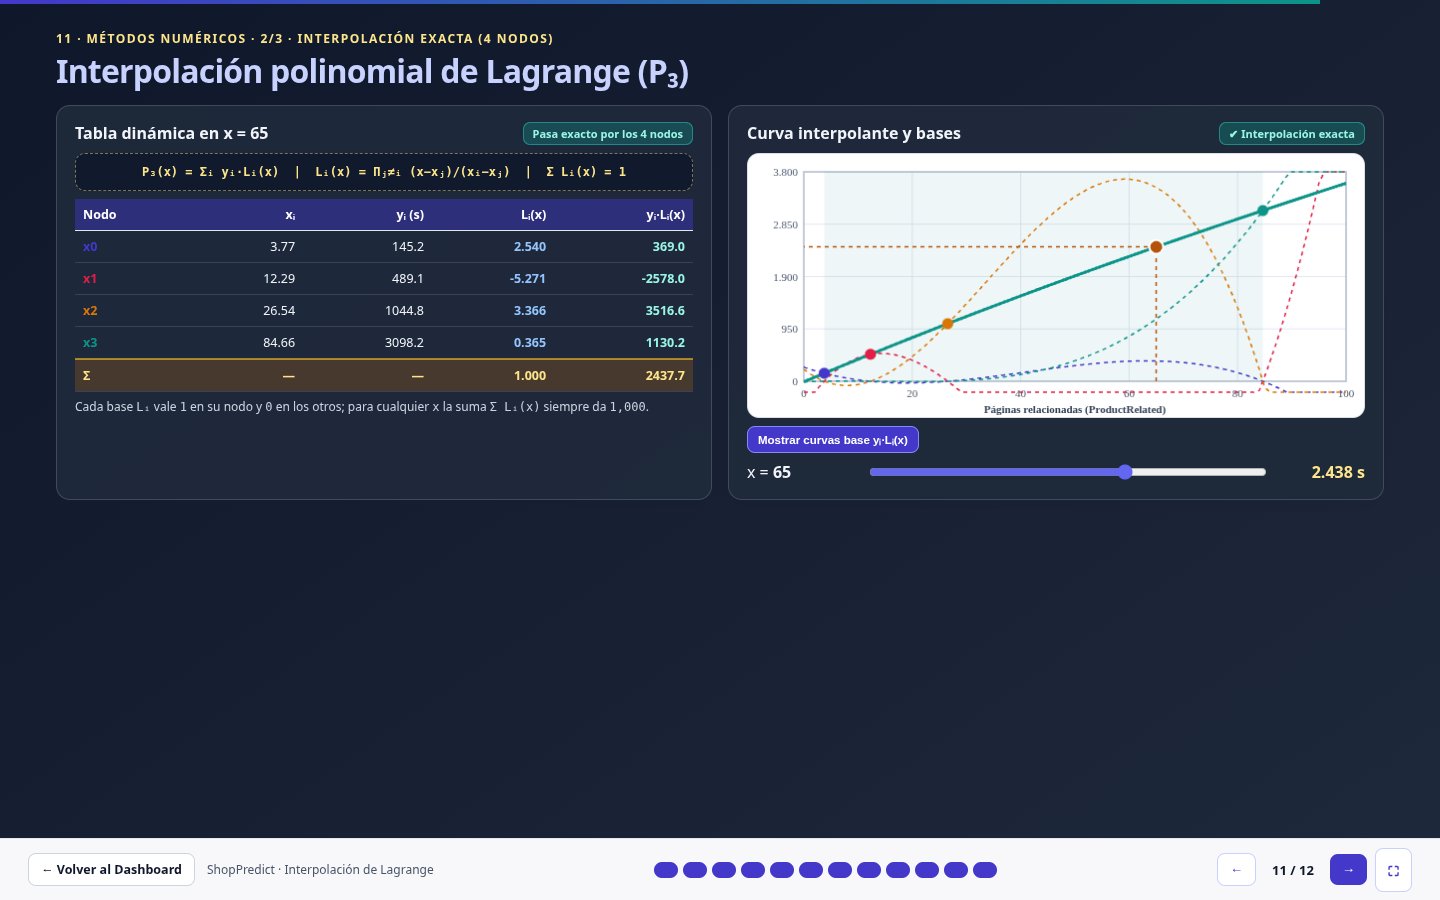 11 · MÉTODOS NUMÉRICOS · 2/3 · INTERPOLACIÓN EXACTA (4 NODOS)
Interpolación polinomial de Lagrange (P₃)
Tabla dinámica en x = 65
Pasa exacto por los 4 nodos
P₃(x) = Σᵢ yᵢ·Lᵢ(x) | Lᵢ(x) = Πⱼ≠ᵢ (x−xⱼ)/(xᵢ−xⱼ) | Σ Lᵢ(x) = 1
Nodo xᵢ yᵢ (s) Lᵢ(x) yᵢ·Lᵢ(x)
x0 3.77 145.2 2.540 369.0
x1 12.29 489.1 -5.271 -2578.0
x2 26.54 1044.8 3.366 3516.6
x3 84.66 3098.2 0.365 1130.2
Σ — — 1.000 2437.7
Cada base Lᵢ vale 1 en su nodo y 0 en los otros; para cualquier x la suma Σ Lᵢ(x) siempre da 1,000.
Curva interpolante y bases
✔ Interpolación exacta
3.800
2.850
1.900
950
0
0 20 40 60 80 100
Páginas relacionadas (ProductRelated)
Mostrar curvas base yᵢ·Lᵢ(x)
x = 65
2.438 s
← Volver al Dashboard
ShopPredict · Interpolación de Lagrange
←
11 / 12
→